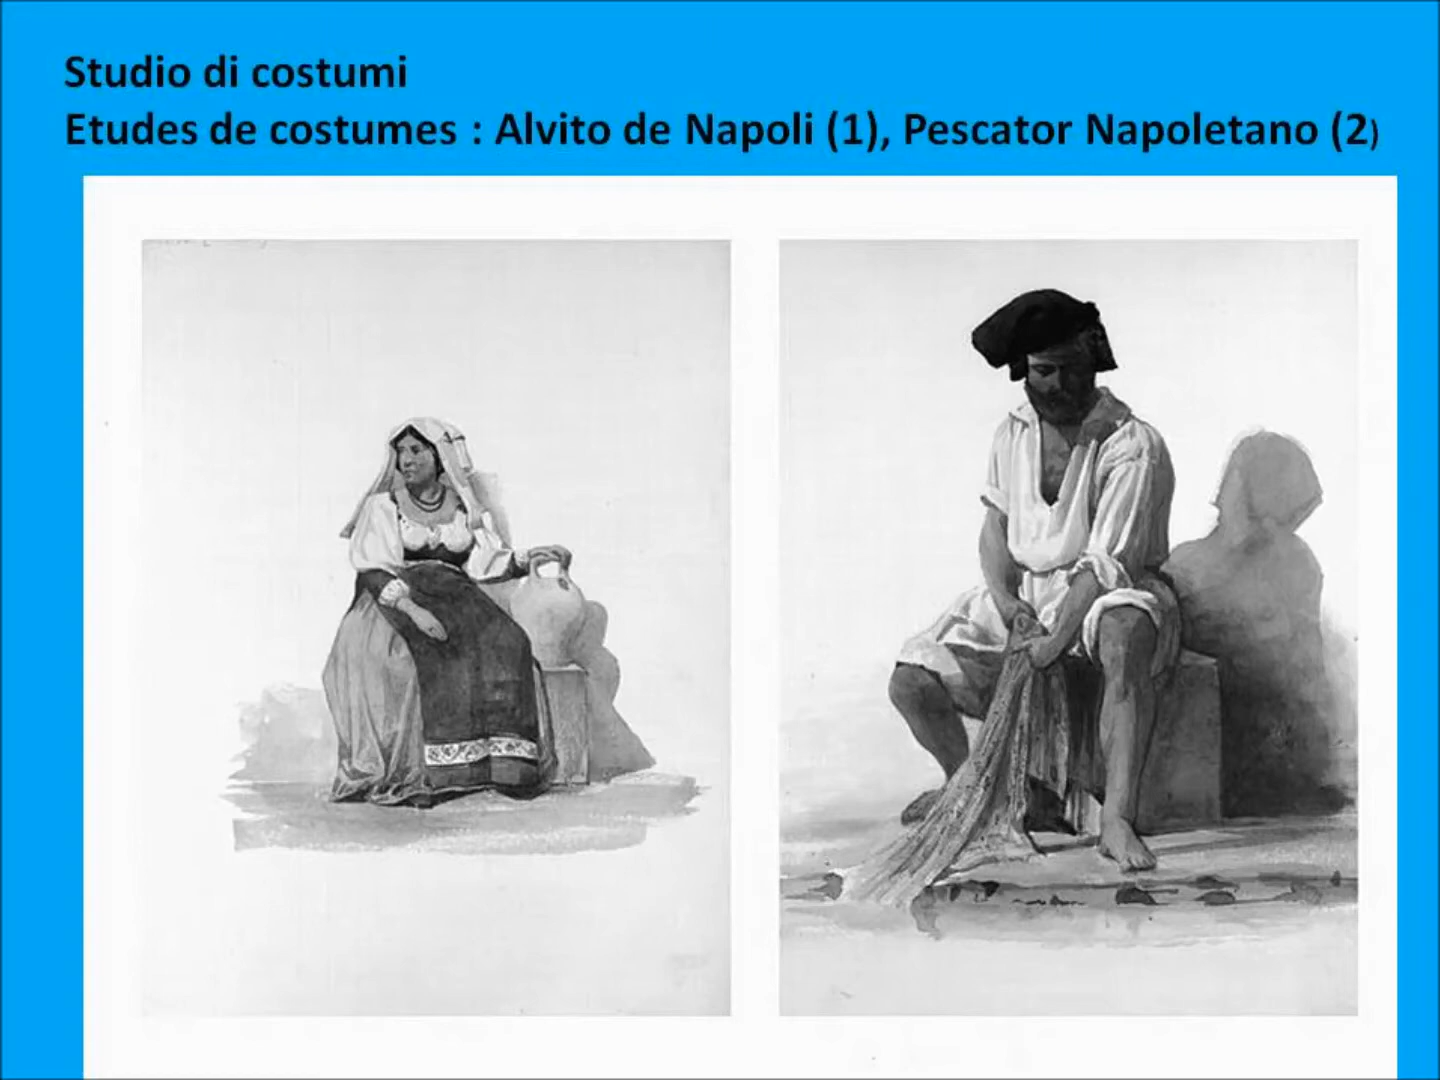 Studio di costumi
Etudes de costumes : Alvito de Napoli (1), Pescator Napoletano (2)